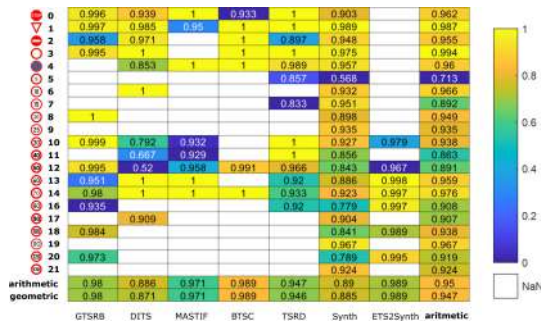 0 0.996 0.939 1 0.933 1 0.903 0.962
1 0.997 0.985 0.95 1 1 0.989 0.987
2 0.958 0.971 1 0.897 0.948 0.955
3 0.995 1 1 1 0.975 0.994
4 0.853 1 1 0.989 0.957 0.96
5 0.857 0.568 0.713
6 1 0.932 0.966
7 0.833 0.951 0.892
8 1 0.898 0.949
9 0.935 0.935
10 0.999 0.792 0.932 1 0.927 0.979 0.938
11 0.667 0.929 1 0.856 0.863
12 0.995 0.52 0.958 0.991 0.966 0.843 0.967 0.891
13 0.951 1 1 0.92 0.886 0.998 0.959
14 0.98 1 1 1 0.933 0.923 0.997 0.976
16 0.935 0.92 0.779 0.997 0.908
17 0.909 0.904 0.907
18 0.984 0.841 0.989 0.938
19 0.967 0.967
20 0.973 0.789 0.995 0.919
21 0.924 0.924
arithmetic 0.98 0.886 0.971 0.989 0.947 0.89 0.989 0.95
geometric 0.98 0.871 0.971 0.989 0.946 0.885 0.989 0.947
GTSRB DITS MASTIF BTSC TSRD Synth ETS2Synth aritmetic
1
0.8
0.6
0.4
0.2
0
NaN